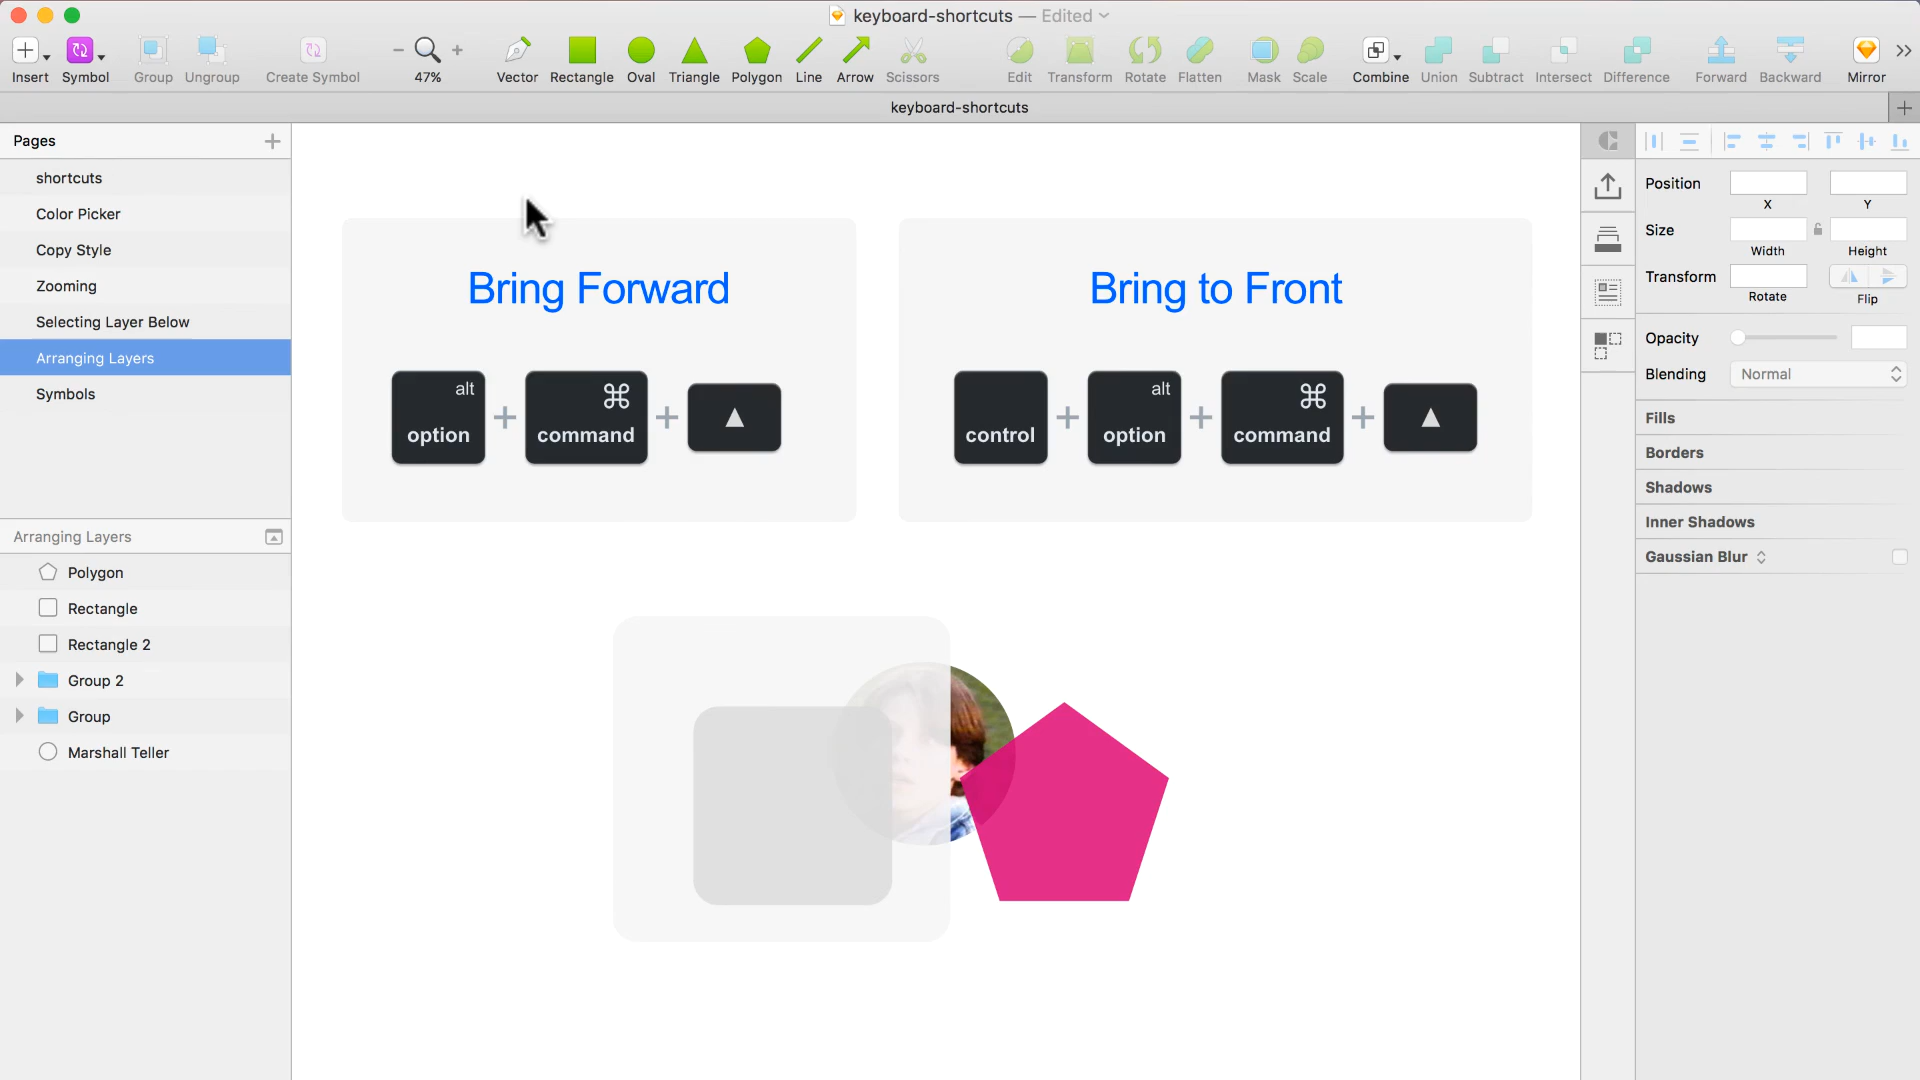 keyboard-shortcuts — Edited
Insert Symbol Group Ungroup Create Symbol 47% Vector Rectangle Oval Triangle Polygon Line Arrow Scissors Edit Transform Rotate Flatten Mask Scale Combine Union Subtract Intersect Difference Forward Backward Mirror
keyboard-shortcuts
Pages
shortcuts
Color Picker
Copy Style
Zooming
Selecting Layer Below
Arranging Layers
Symbols
Arranging Layers
Polygon
Rectangle
Rectangle 2
Group 2
Group
Marshall Teller
Bring Forward
alt
option + ⌘ command + ▲
Bring to Front
control + alt option + ⌘ command + ▲
Position
X Y
Size
Width Height
Transform
Rotate Flip
Opacity
Blending Normal
Fills
Borders
Shadows
Inner Shadows
Gaussian Blur